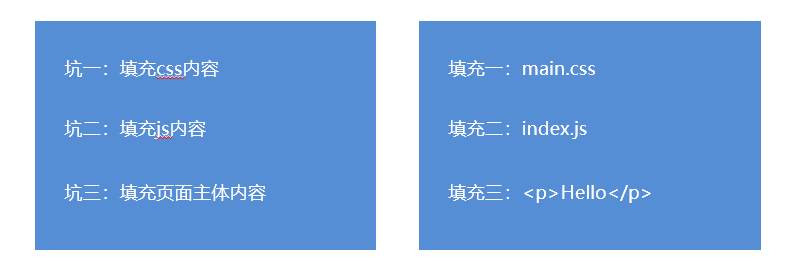 坑一：填充css内容
坑二：填充js内容
坑三：填充页面主体内容
填充一：main.css
填充二：index.js
填充三：<p>Hello</p>